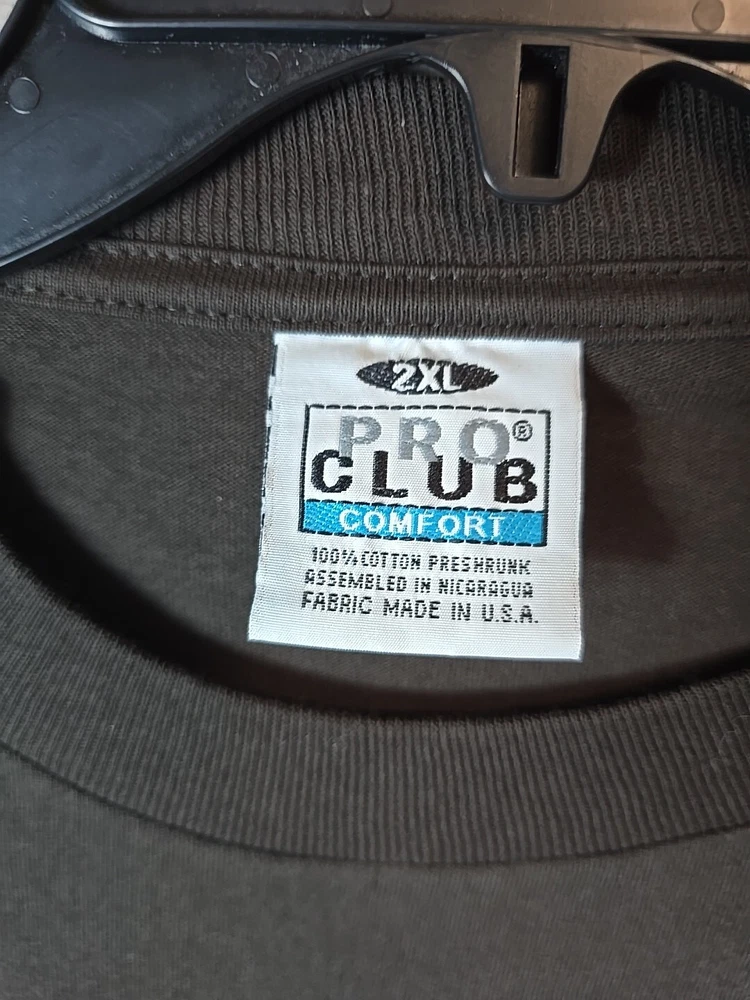 2XL
PRO®
CLUB
COMFORT
100% COTTON PRESHRUNK
ASSEMBLED IN NICARAGUA
FABRIC MADE IN U.S.A.